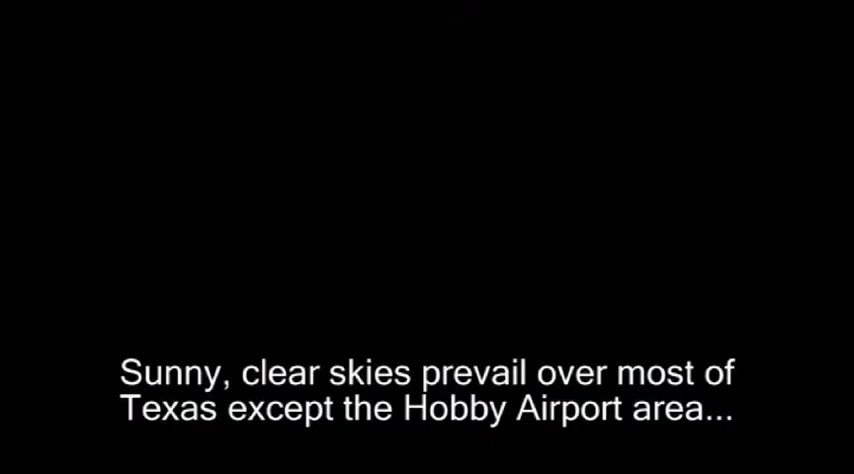 Sunny, clear skies prevail over most of
Texas except the Hobby Airport area...